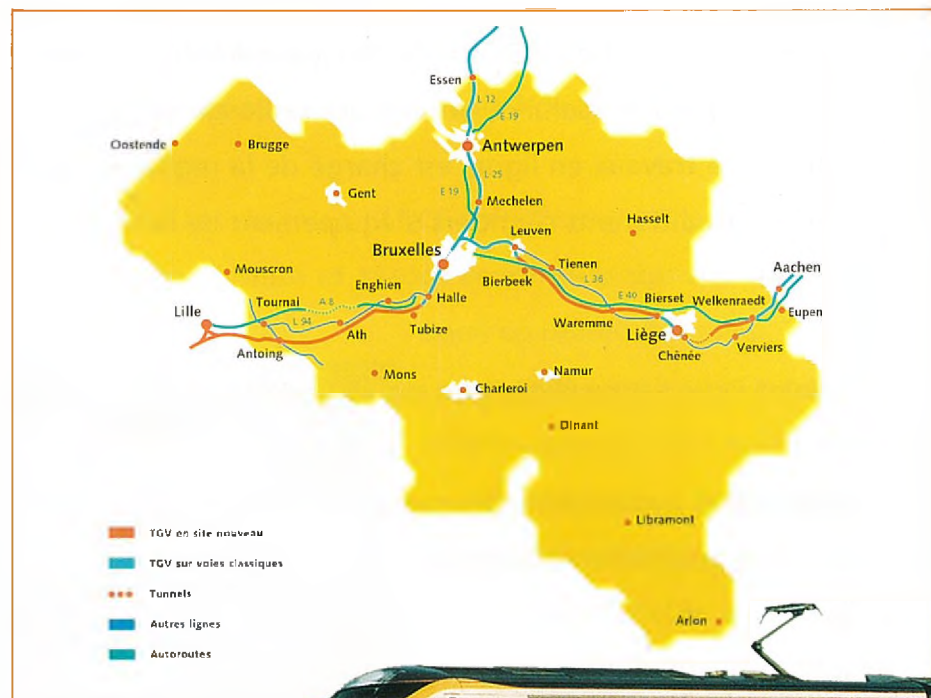 Essen
L 12
E 19
Oostende
Brugge
Antwerpen
Gent
E 19
L 25
Mechelen
Hasselt
Leuven
Bruxelles
Mouscron
Tienen
Aachen
Enghien
Bierbeek
L 36
Tournai
A 8
Halle
E 40
Bierset
Welkenraedt
Lille
Eupen
L 94
Ath
Tubize
Waremme
Liège
Antoing
Chênée
Verviers
Mons
Namur
Charleroi
Dinant
Libramont
Arlon
TGV en site nouveau
TGV sur voies classiques
Tunnels
Autres lignes
Autoroutes